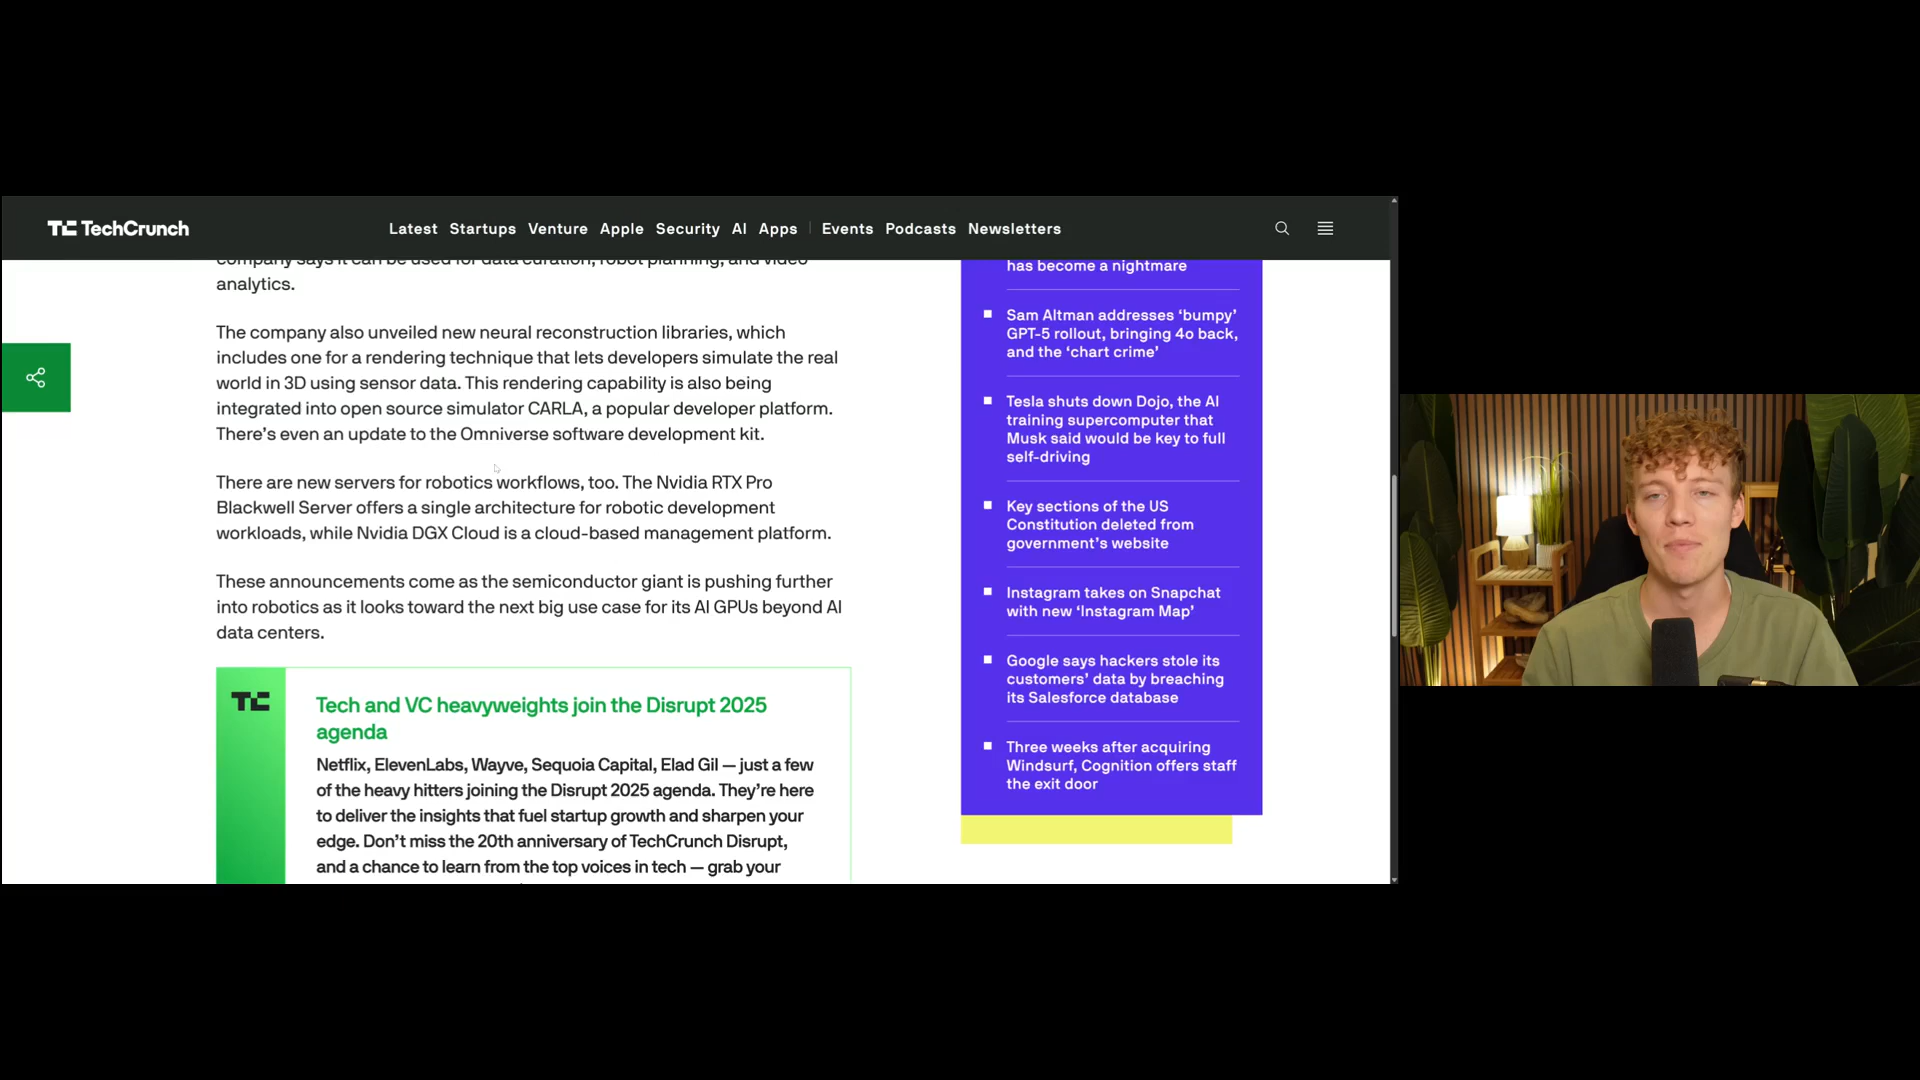 TechCrunch
Latest Startups Venture Apple Security AI Apps Events Podcasts Newsletters
company says it can be used for data curation, robot planning, and video
analytics.
The company also unveiled new neural reconstruction libraries, which
includes one for a rendering technique that lets developers simulate the real
world in 3D using sensor data. This rendering capability is also being
integrated into open source simulator CARLA, a popular developer platform.
There’s even an update to the Omniverse software development kit.
There are new servers for robotics workflows, too. The Nvidia RTX Pro
Blackwell Server offers a single architecture for robotic development
workloads, while Nvidia DGX Cloud is a cloud-based management platform.
These announcements come as the semiconductor giant is pushing further
into robotics as it looks toward the next big use case for its AI GPUs beyond AI
data centers.
TC
Tech and VC heavyweights join the Disrupt 2025
agenda
Netflix, ElevenLabs, Wayve, Sequoia Capital, Elad Gil — just a few
of the heavy hitters joining the Disrupt 2025 agenda. They’re here
to deliver the insights that fuel startup growth and sharpen your
edge. Don’t miss the 20th anniversary of TechCrunch Disrupt,
and a chance to learn from the top voices in tech — grab your
has become a nightmare
Sam Altman addresses ‘bumpy’
GPT-5 rollout, bringing 4o back,
and the ‘chart crime’
Tesla shuts down Dojo, the AI
training supercomputer that
Musk said would be key to full
self-driving
Key sections of the US
Constitution deleted from
government’s website
Instagram takes on Snapchat
with new ‘Instagram Map’
Google says hackers stole its
customers’ data by breaching
its Salesforce database
Three weeks after acquiring
Windsurf, Cognition offers staff
the exit door